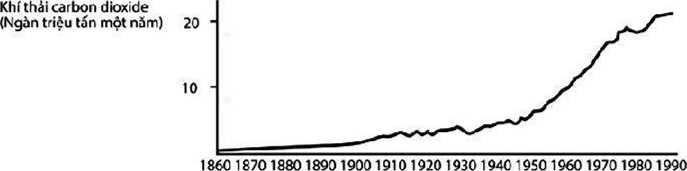 Khí thải carbon dioxide
(Ngàn triệu tấn một năm)
20
10
1860 1870 1880 1890 1900 1910 1920 1930 1940 1950 1960 1970 1980 1990